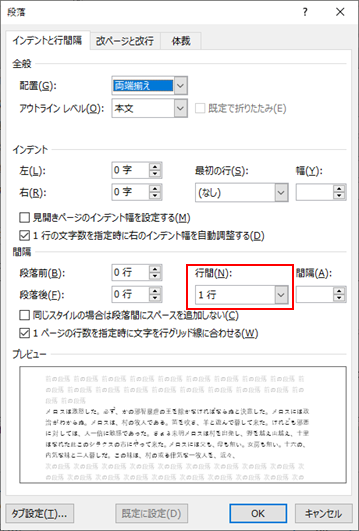 段落
インデントと行間隔 改ページと改行 体裁
全般
配置(G): 両端揃え
アウトライン レベル(O): 本文 既定で折りたたみ(E)
インデント
左(L): 0 字 最初の行(S): 幅(Y):
右(R): 0 字 (なし)
見開きページのインデント幅を設定する(M)
1 行の文字数を指定時に右のインデント幅を自動調整する(D)
間隔
段落前(B): 0 行 行間(N): 間隔(A):
段落後(F): 0 行 1 行
同じスタイルの場合は段落間にスペースを追加しない(C)
1 ページの行数を指定時に文字を行グリッド線に合わせる(W)
プレビュー
タブ設定(T)... 既定に設定(D) OK キャンセル